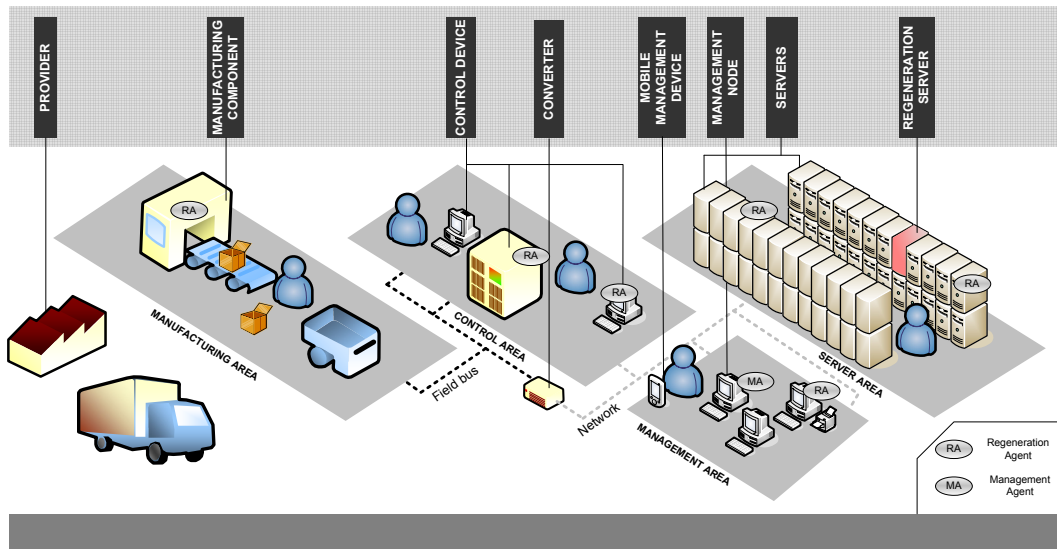 PROVIDER
MANUFACTURING
COMPONENT
CONTROL DEVICE
CONVERTER
MOBILE
MANAGEMENT
DEVICE
MANAGEMENT
NODE
SERVERS
REGENERATION
SERVER
RA
RA
RA
RA
RA
MA
RA
MANUFACTURING AREA
CONTROL AREA
SERVER AREA
MANAGEMENT AREA
Field bus
Network
RA
Regeneration
Agent
MA
Management
Agent